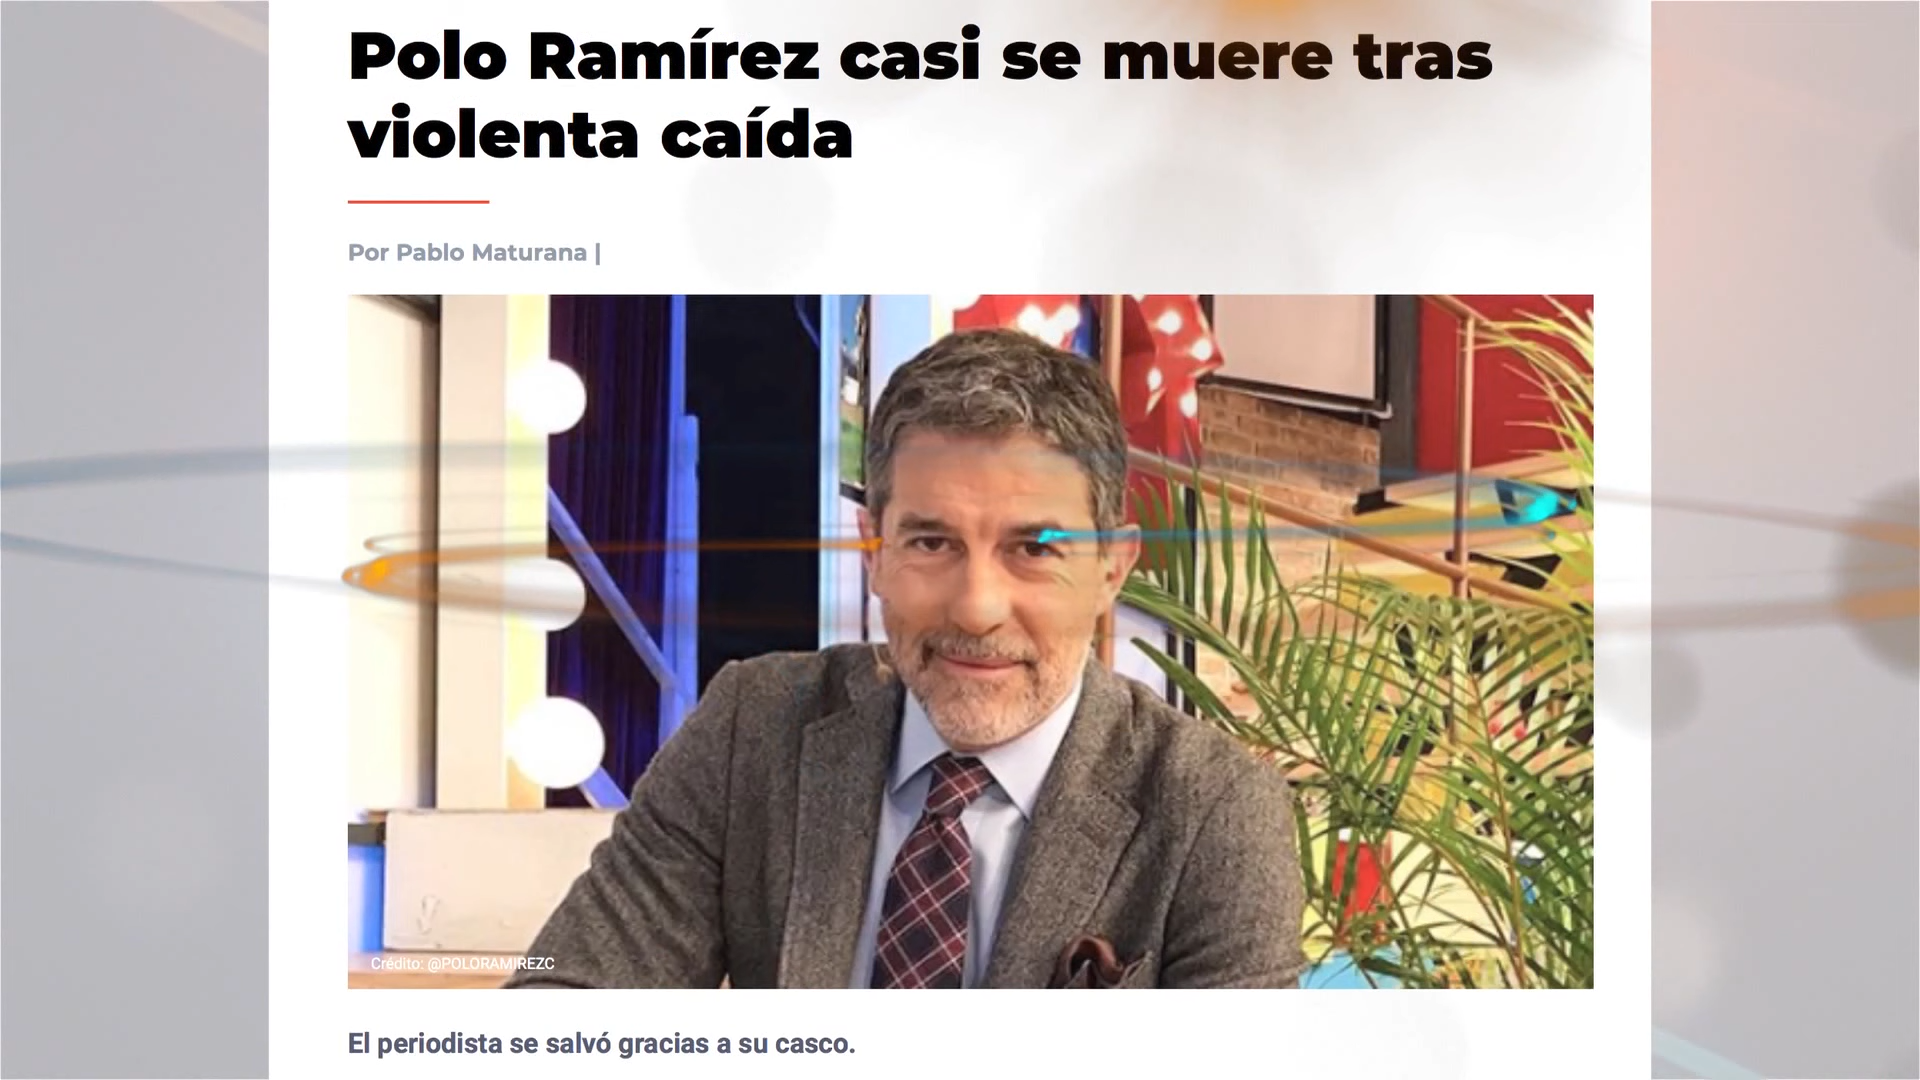 Polo Ramírez casi se muere tras
violenta caída
Por Pablo Maturana |
Crédito: @POLORAMIREZC
El periodista se salvó gracias a su casco.